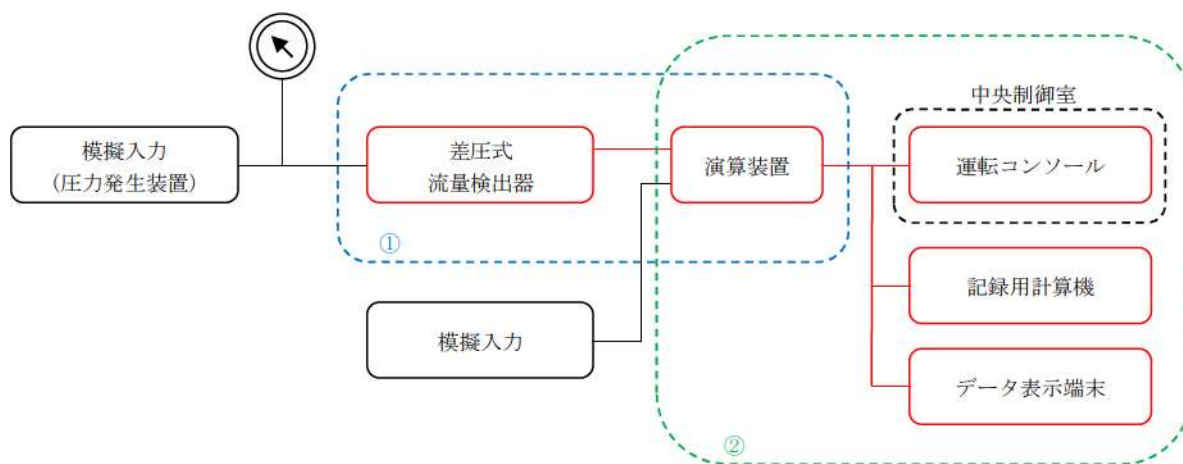 中央制御室
模擬入力
(圧力発生装置)
差圧式
流量検出器
演算装置
運転コンソール
①
記録用計算機
模擬入力
データ表示端末
②